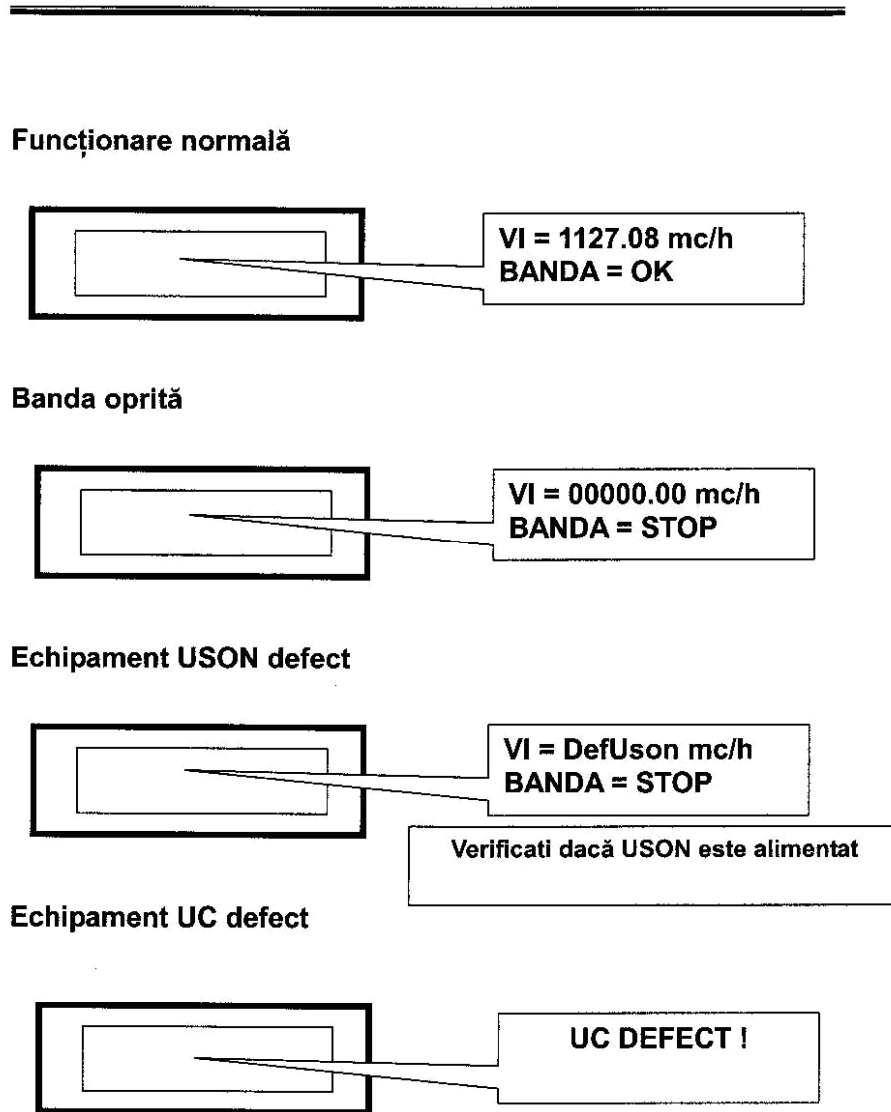 Funcționare normală
VI = 1127.08 mc/h
BANDA = OK
Banda oprită
VI = 00000.00 mc/h
BANDA = STOP
Echipament USON defect
VI = DefUson mc/h
BANDA = STOP
Verificati dacă USON este alimentat
Echipament UC defect
UC DEFECT !